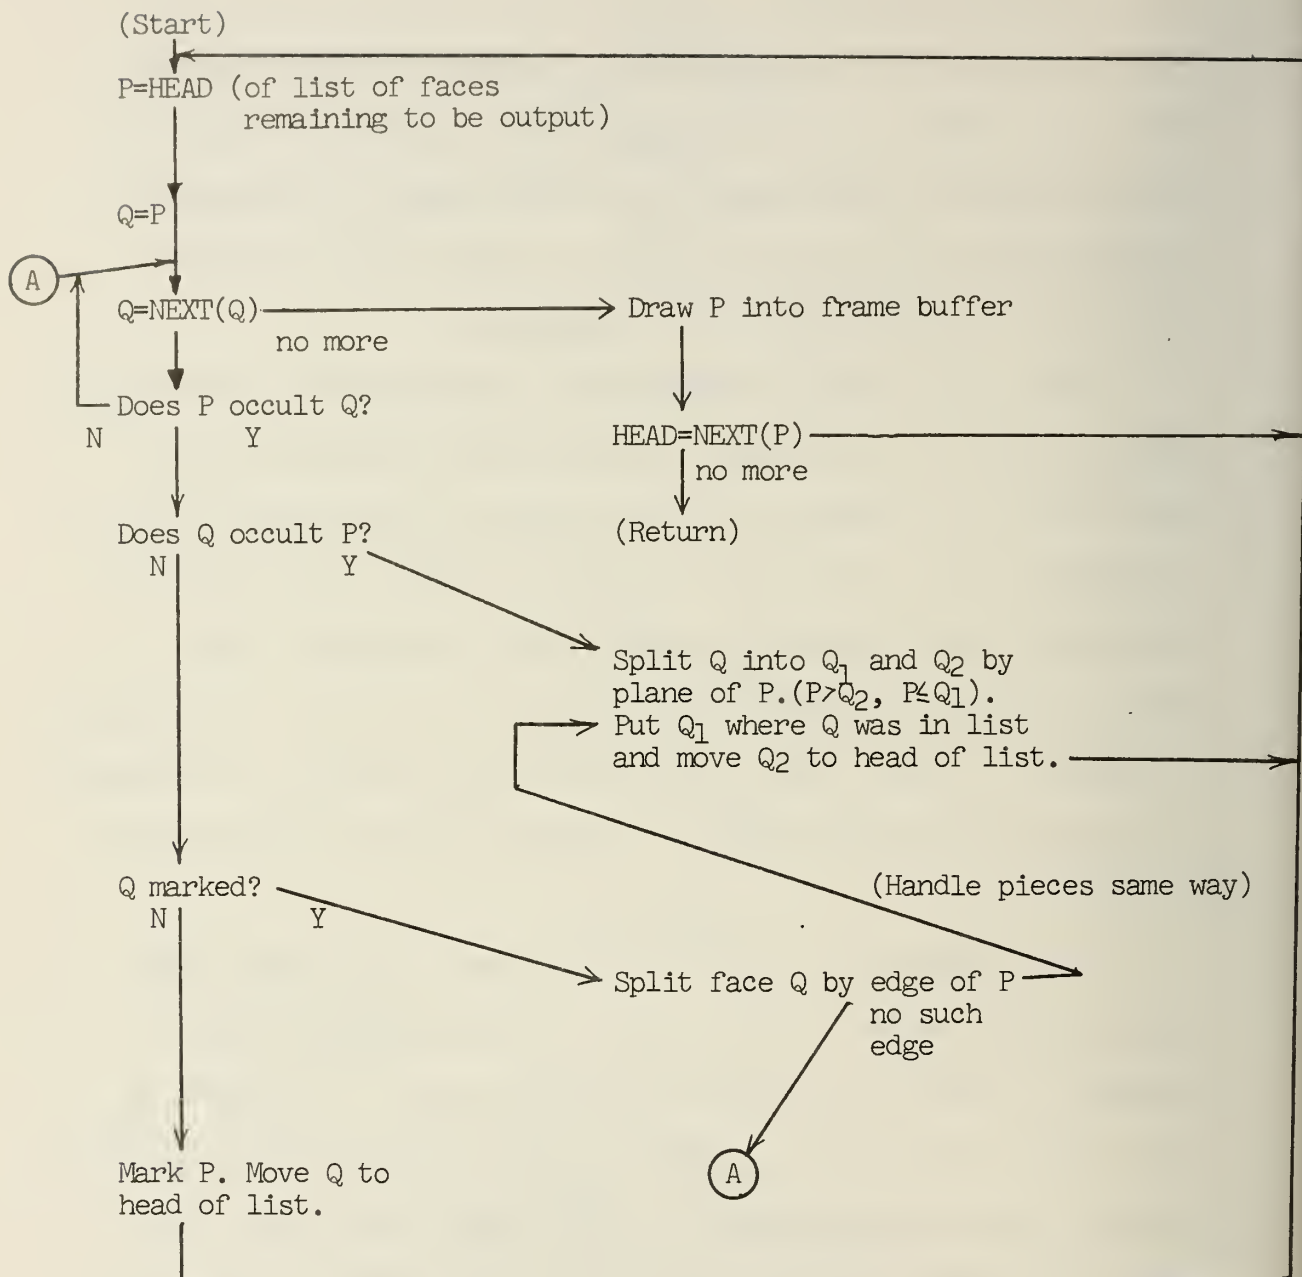 (Start)
P=HEAD (of list of faces
remaining to be output)
Q=P
A
Q=NEXT(Q)
no more
Draw P into frame buffer
Does P occult Q?
N Y
HEAD=NEXT(P)
no more
(Return)
Does Q occult P?
N Y
Split Q into Q1 and Q2 by
plane of P.(P>Q2, P≤Q1).
Put Q1 where Q was in list
and move Q2 to head of list.
Q marked?
N Y
(Handle pieces same way)
Split face Q by edge of P
no such
edge
A
Mark P. Move Q to
head of list.